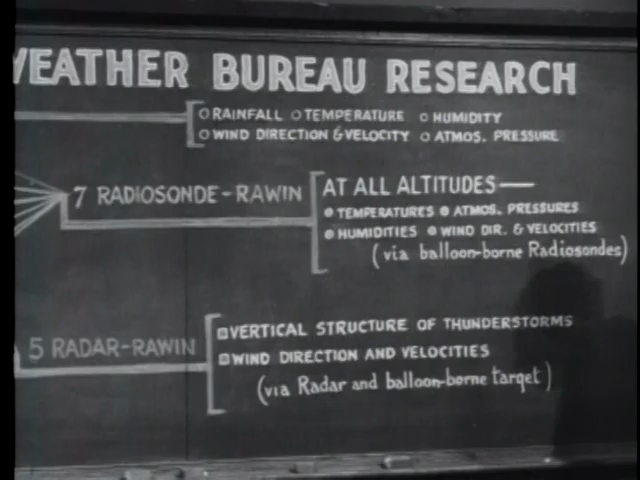 WEATHER BUREAU RESEARCH
○ RAINFALL ○ TEMPERATURE ○ HUMIDITY
○ WIND DIRECTION & VELOCITY ○ ATMOS. PRESSURE
7 RADIOSONDE-RAWIN
AT ALL ALTITUDES—
● TEMPERATURES ● ATMOS. PRESSURES
● HUMIDITIES ● WIND DIR. & VELOCITIES
(via balloon-borne Radiosondes)
5 RADAR-RAWIN
□ VERTICAL STRUCTURE OF THUNDERSTORMS
□ WIND DIRECTION AND VELOCITIES
(via Radar and balloon-borne target)